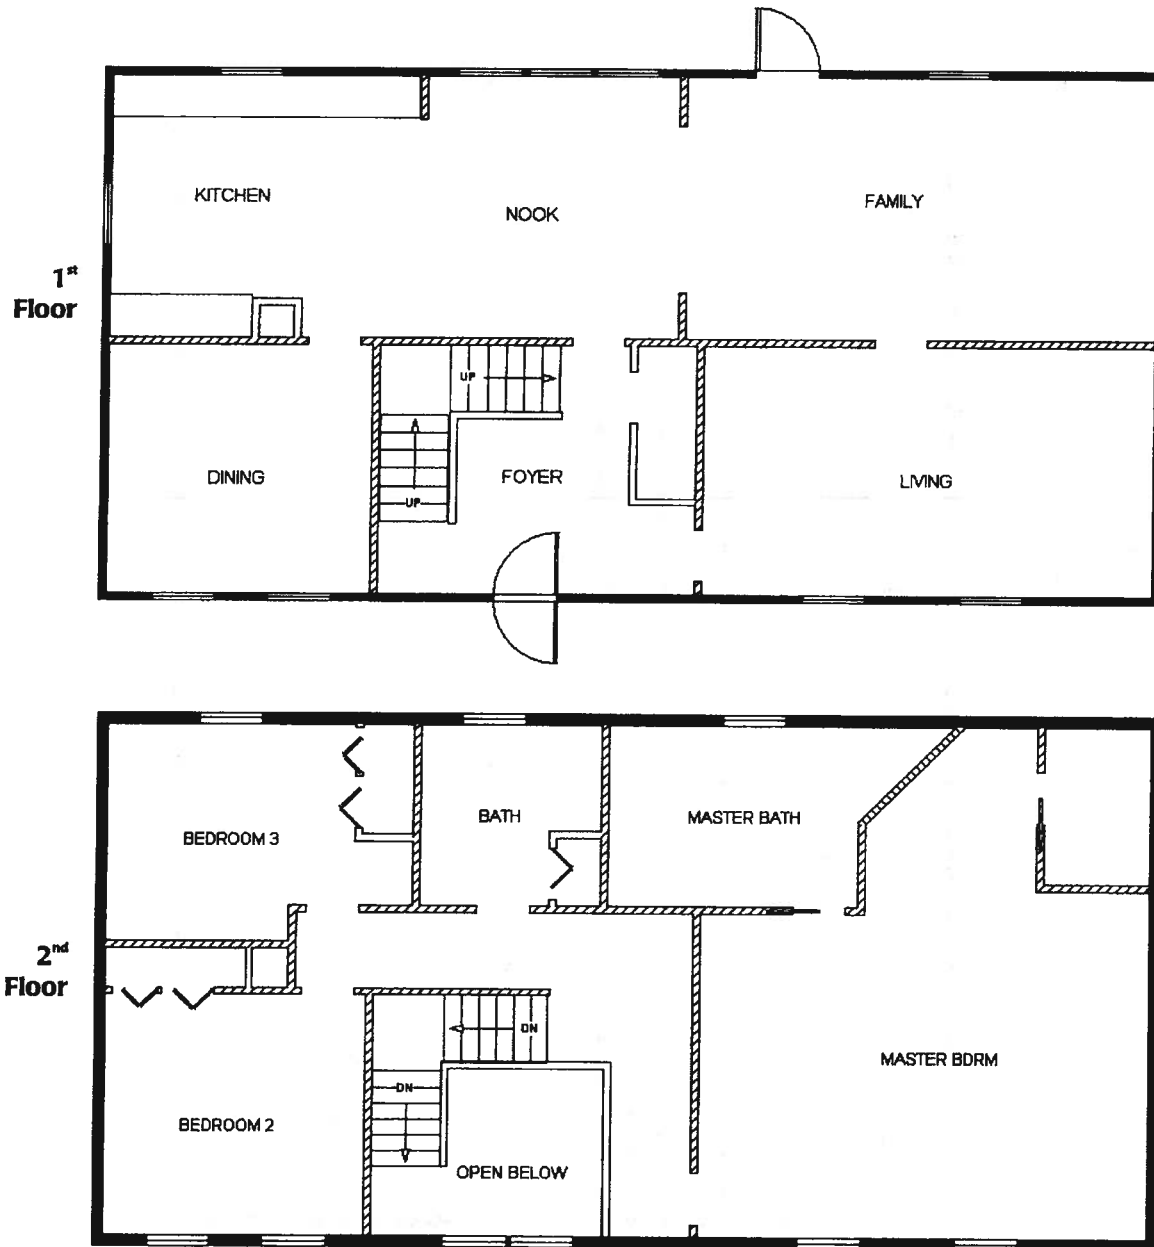 KITCHEN
NOOK
FAMILY
1st
Floor
UP
UP
DINING
FOYER
LIVING
BEDROOM 3
BATH
MASTER BATH
2nd
Floor
DN
DN
MASTER BDRM
BEDROOM 2
OPEN BELOW